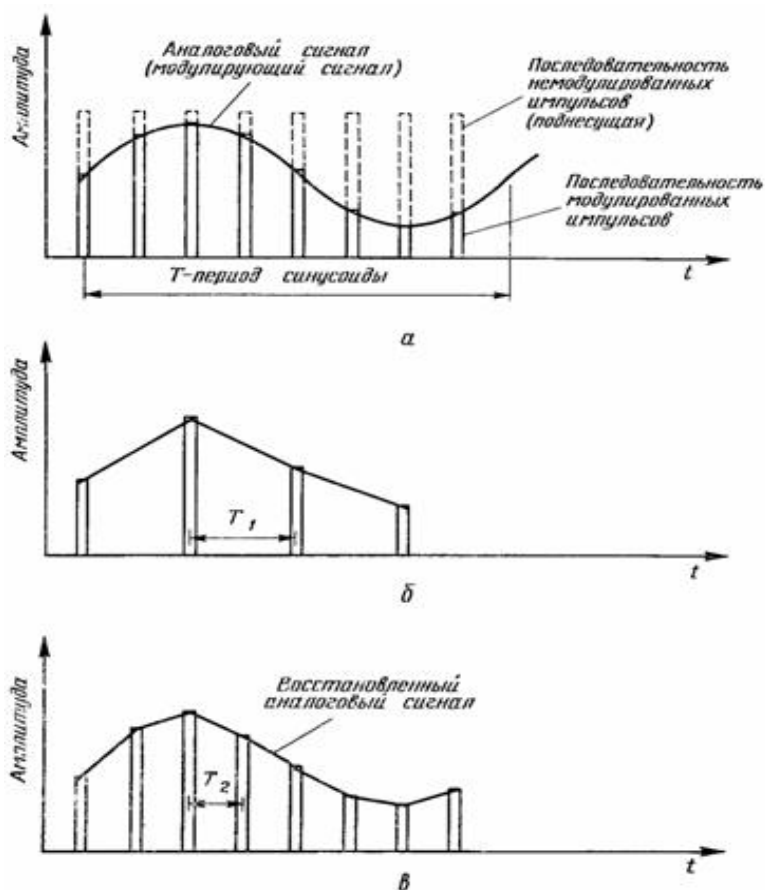 Амплитуда
Аналоговый сигнал
(модулирующий сигнал)
Последовательность
немодулированных
импульсов
(поднесущая)
Последовательность
модулированных
импульсов
T-период синусоиды
t
а
Амплитуда
T1
t
б
Амплитуда
Восстановленный
аналоговый сигнал
T2
t
в